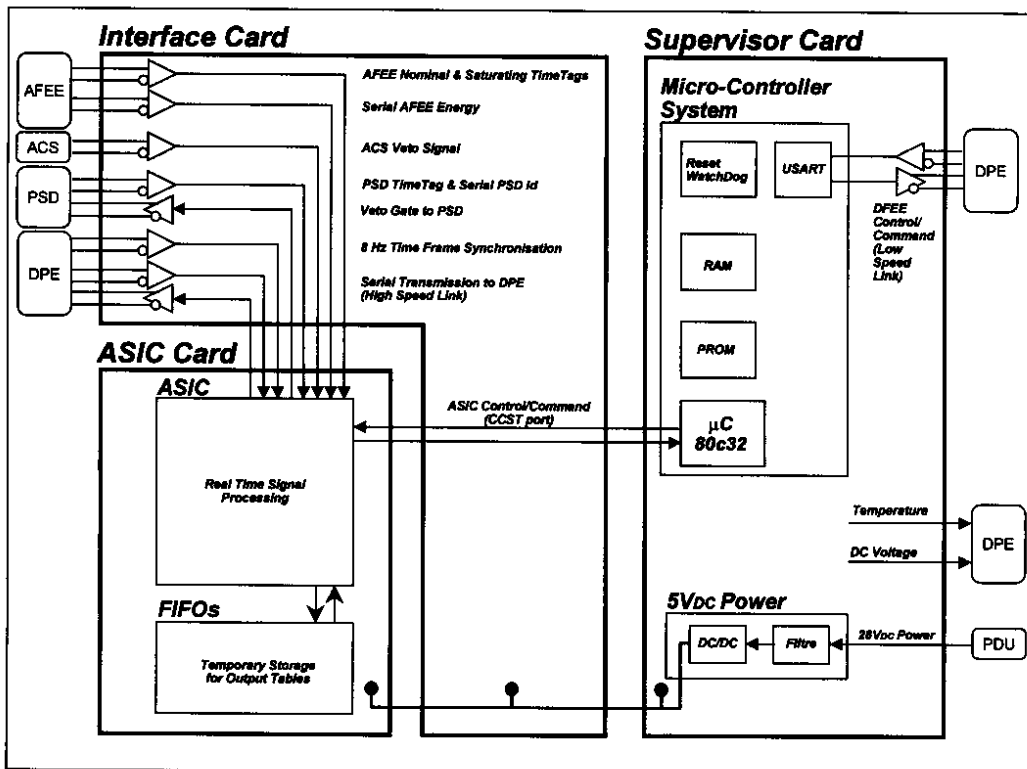 Interface Card
AFEE
ACS
PSD
DPE
AFEE Nominal & Saturating TimeTags
Serial AFEE Energy
ACS Veto Signal
PSD TimeTag & Serial PSD id
Veto Gate to PSD
8 Hz Time Frame Synchronisation
Serial Transmission to DPE
(High Speed Link)
ASIC Card
ASIC
Real Time Signal
Processing
FIFOs
Temporary Storage
for Output Tables
ASIC Control/Command
(CCST port)
Supervisor Card
Micro-Controller
System
Reset
WatchDog
USART
RAM
PROM
µC
80c32
DPE
DFEE
Control/
Command
(Low
Speed
Link)
Temperature
DC Voltage
DPE
5VDC Power
DC/DC
Filtre
28VDC Power
PDU